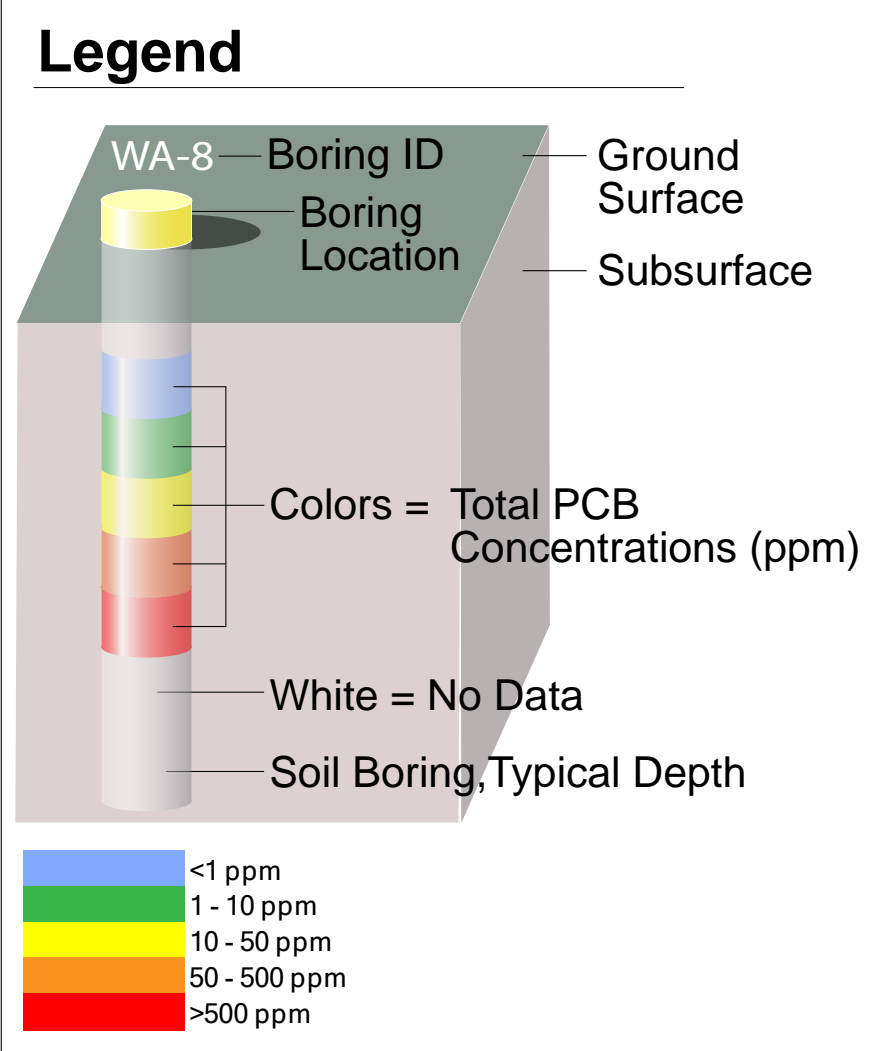 Legend
WA-8
Boring ID
Ground
Surface
Boring
Location
Subsurface
Colors = Total PCB
Concentrations (ppm)
White = No Data
Soil Boring,Typical Depth
<1 ppm
1 - 10 ppm
10 - 50 ppm
50 - 500 ppm
>500 ppm